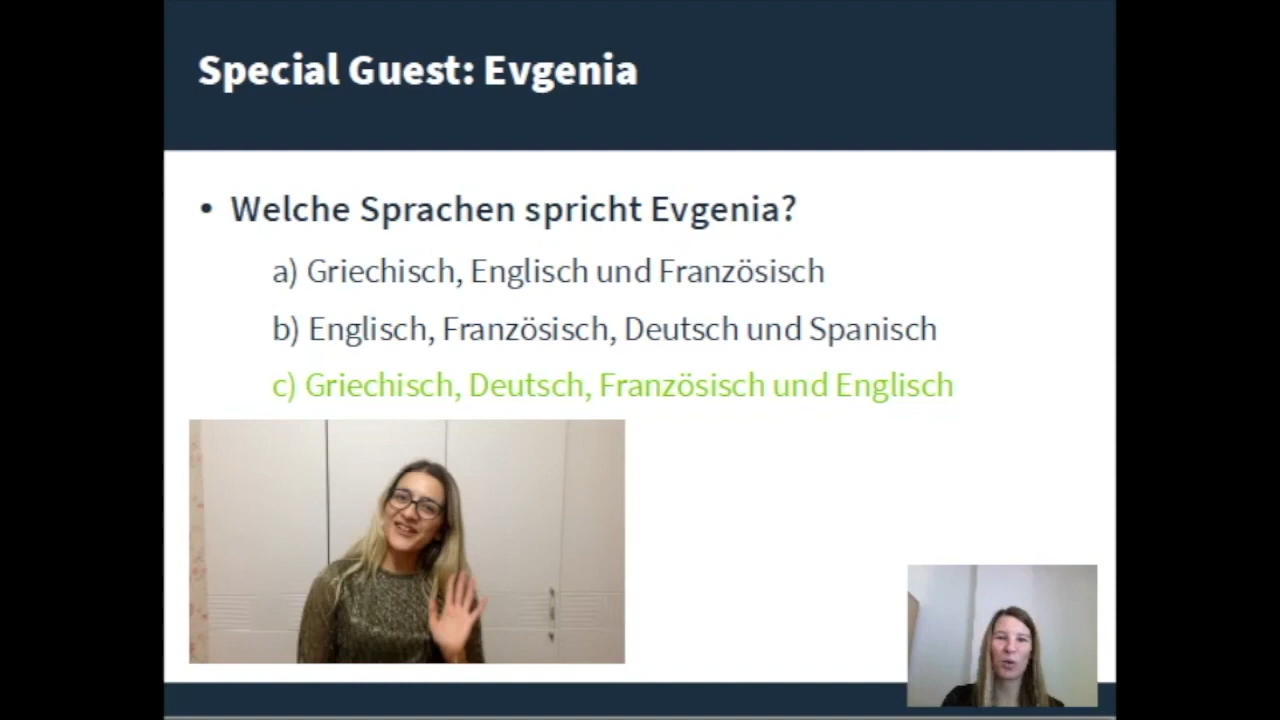 Special Guest: Evgenia
• Welche Sprachen spricht Evgenia?
a) Griechisch, Englisch und Französisch
b) Englisch, Französisch, Deutsch und Spanisch
c) Griechisch, Deutsch, Französisch und Englisch